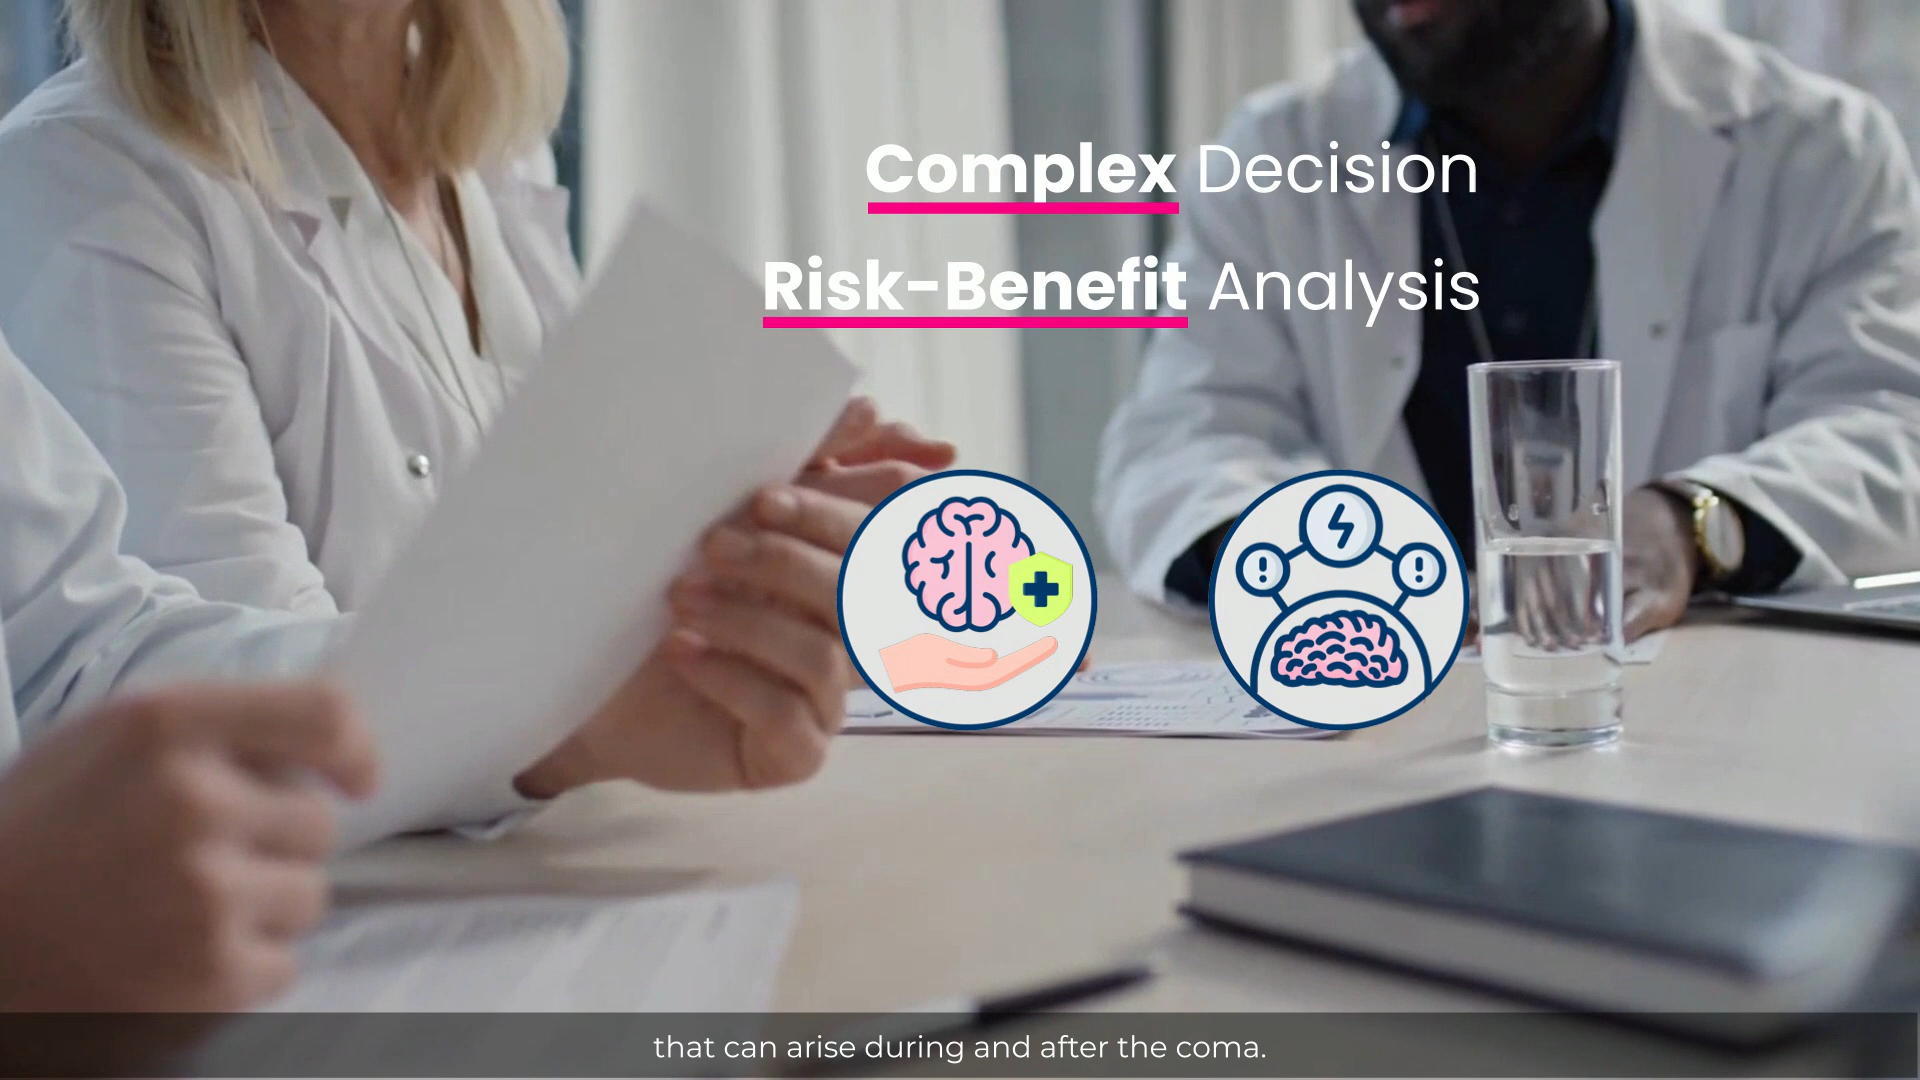 Complex Decision
Risk-Benefit Analysis
that can arise during and after the coma.